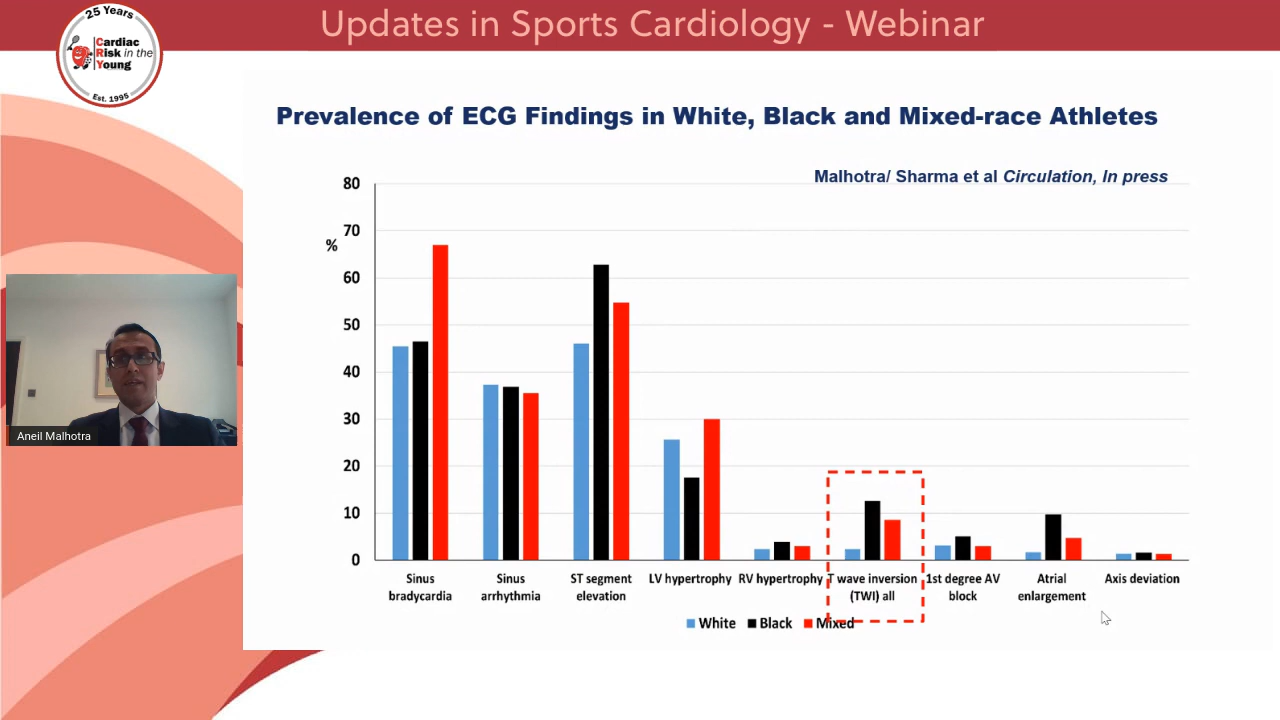 Updates in Sports Cardiology - Webinar
25 Years
Cardiac
Risk in the
Young
Est. 1995
Prevalence of ECG Findings in White, Black and Mixed-race Athletes
Malhotra/ Sharma et al Circulation, In press
%
80
70
60
50
40
30
20
10
0
Sinus
bradycardia
Sinus
arrhythmia
ST segment
elevation
LV hypertrophy
RV hypertrophy
T wave inversion
(TWI) all
1st degree AV
block
Atrial
enlargement
Axis deviation
White
Black
Mixed
Aneil Malhotra